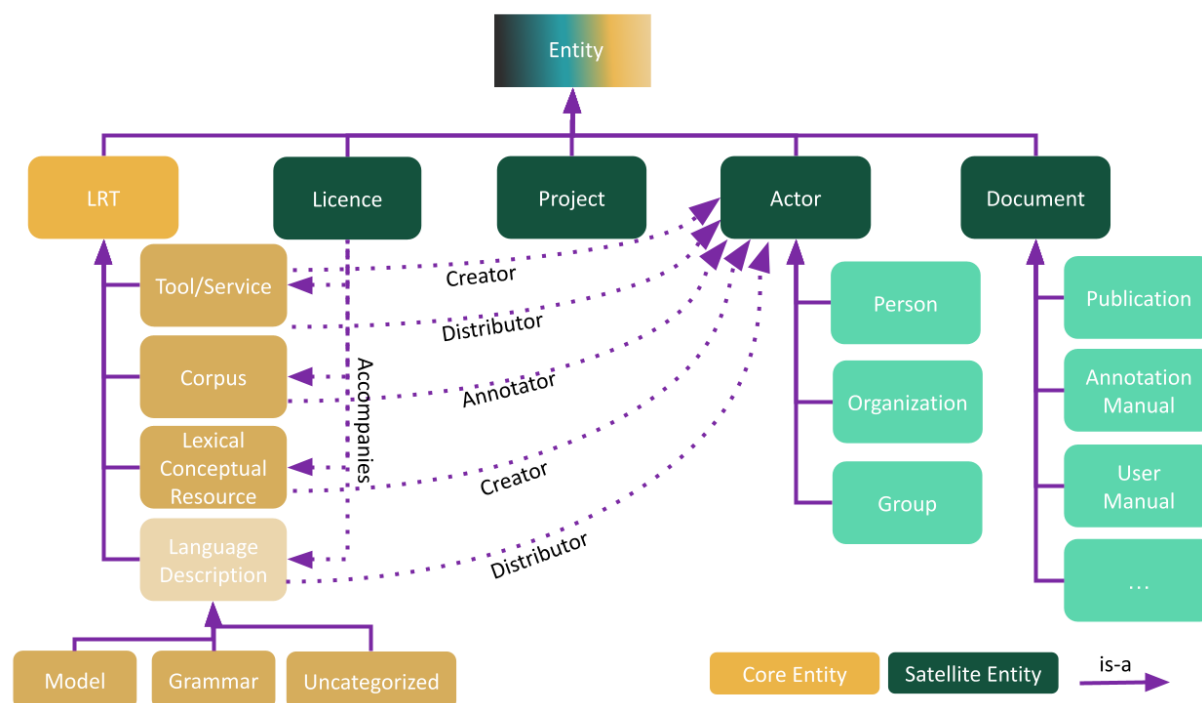 Entity
LRT
Licence
Project
Actor
Document
Tool/Service
Creator
Distributor
Corpus
Annotator
Accompanies
Lexical
Conceptual
Resource
Creator
Language
Description
Distributor
Person
Organization
Group
Publication
Annotation
Manual
User
Manual
...
Model
Grammar
Uncategorized
Core Entity
Satellite Entity
is-a